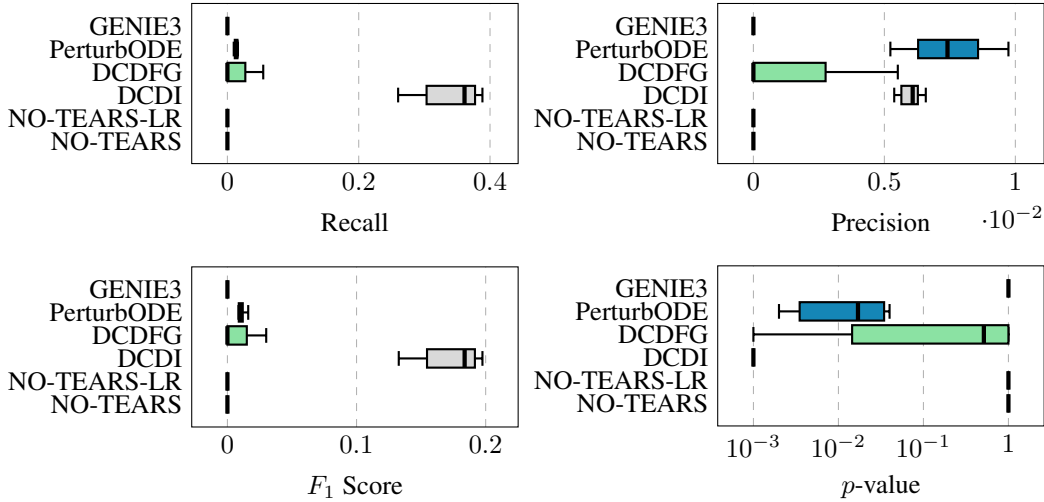 GENIE3
PerturbODE
DCDFG
DCDI
NO-TEARS-LR
NO-TEARS
0 0.2 0.4
Recall
GENIE3
PerturbODE
DCDFG
DCDI
NO-TEARS-LR
NO-TEARS
0 0.5 1
Precision ·10⁻²
GENIE3
PerturbODE
DCDFG
DCDI
NO-TEARS-LR
NO-TEARS
0 0.1 0.2
F₁ Score
GENIE3
PerturbODE
DCDFG
DCDI
NO-TEARS-LR
NO-TEARS
10⁻³ 10⁻² 10⁻¹ 1
p-value